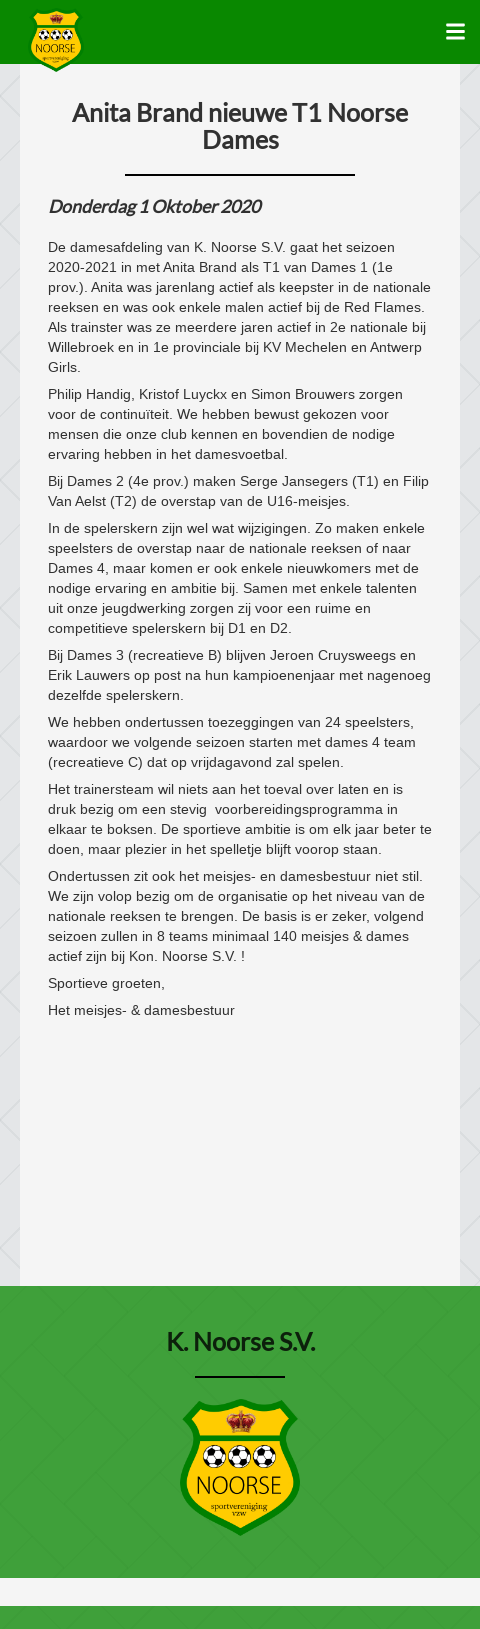 NOORSE
sportvereniging
vzw
Anita Brand nieuwe T1 Noorse
Dames
Donderdag 1 Oktober 2020
De damesafdeling van K. Noorse S.V. gaat het seizoen
2020-2021 in met Anita Brand als T1 van Dames 1 (1e
prov.). Anita was jarenlang actief als keepster in de nationale
reeksen en was ook enkele malen actief bij de Red Flames.
Als trainster was ze meerdere jaren actief in 2e nationale bij
Willebroek en in 1e provinciale bij KV Mechelen en Antwerp
Girls.
Philip Handig, Kristof Luyckx en Simon Brouwers zorgen
voor de continuïteit. We hebben bewust gekozen voor
mensen die onze club kennen en bovendien de nodige
ervaring hebben in het damesvoetbal.
Bij Dames 2 (4e prov.) maken Serge Jansegers (T1) en Filip
Van Aelst (T2) de overstap van de U16-meisjes.
In de spelerskern zijn wel wat wijzigingen. Zo maken enkele
speelsters de overstap naar de nationale reeksen of naar
Dames 4, maar komen er ook enkele nieuwkomers met de
nodige ervaring en ambitie bij. Samen met enkele talenten
uit onze jeugdwerking zorgen zij voor een ruime en
competitieve spelerskern bij D1 en D2.
Bij Dames 3 (recreatieve B) blijven Jeroen Cruysweegs en
Erik Lauwers op post na hun kampioenenjaar met nagenoeg
dezelfde spelerskern.
We hebben ondertussen toezeggingen van 24 speelsters,
waardoor we volgende seizoen starten met dames 4 team
(recreatieve C) dat op vrijdagavond zal spelen.
Het trainersteam wil niets aan het toeval over laten en is
druk bezig om een stevig  voorbereidingsprogramma in
elkaar te boksen. De sportieve ambitie is om elk jaar beter te
doen, maar plezier in het spelletje blijft voorop staan.
Ondertussen zit ook het meisjes- en damesbestuur niet stil.
We zijn volop bezig om de organisatie op het niveau van de
nationale reeksen te brengen. De basis is er zeker, volgend
seizoen zullen in 8 teams minimaal 140 meisjes & dames
actief zijn bij Kon. Noorse S.V. !
Sportieve groeten,
Het meisjes- & damesbestuur
K. Noorse S.V.
NOORSE
sportvereniging
vzw